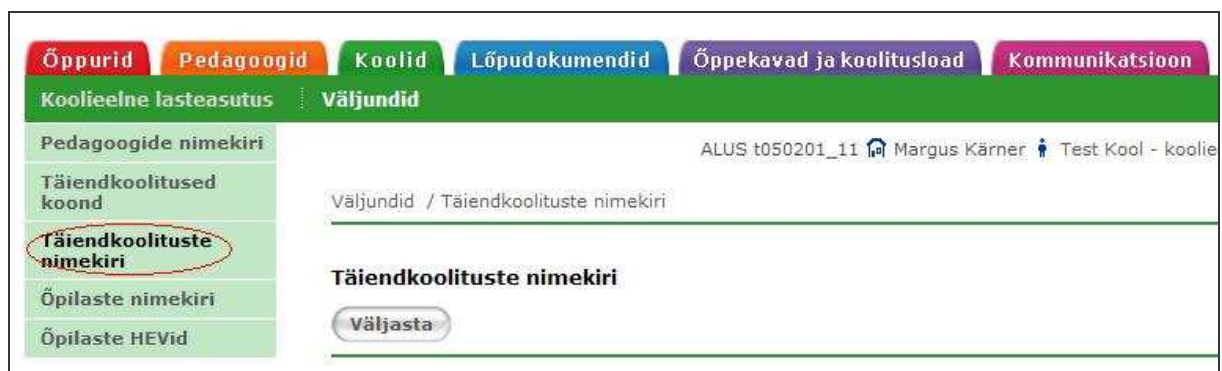 Õppurid Pedagoogid Koolid Lõpudokumendid Õppekavad ja koolitusload Kommunikatsioon
Koolieelne lasteasutus Väljundid
Pedagoogide nimekiri
ALUS t050201_11 Margus Kärner Test Kool - koolie
Täiendkoolitused
koond
Väljundid / Täiendkoolituste nimekiri
Täiendkoolituste
nimekiri
Täiendkoolituste nimekiri
Õpilaste nimekiri
Väljasta
Õpilaste HEVid